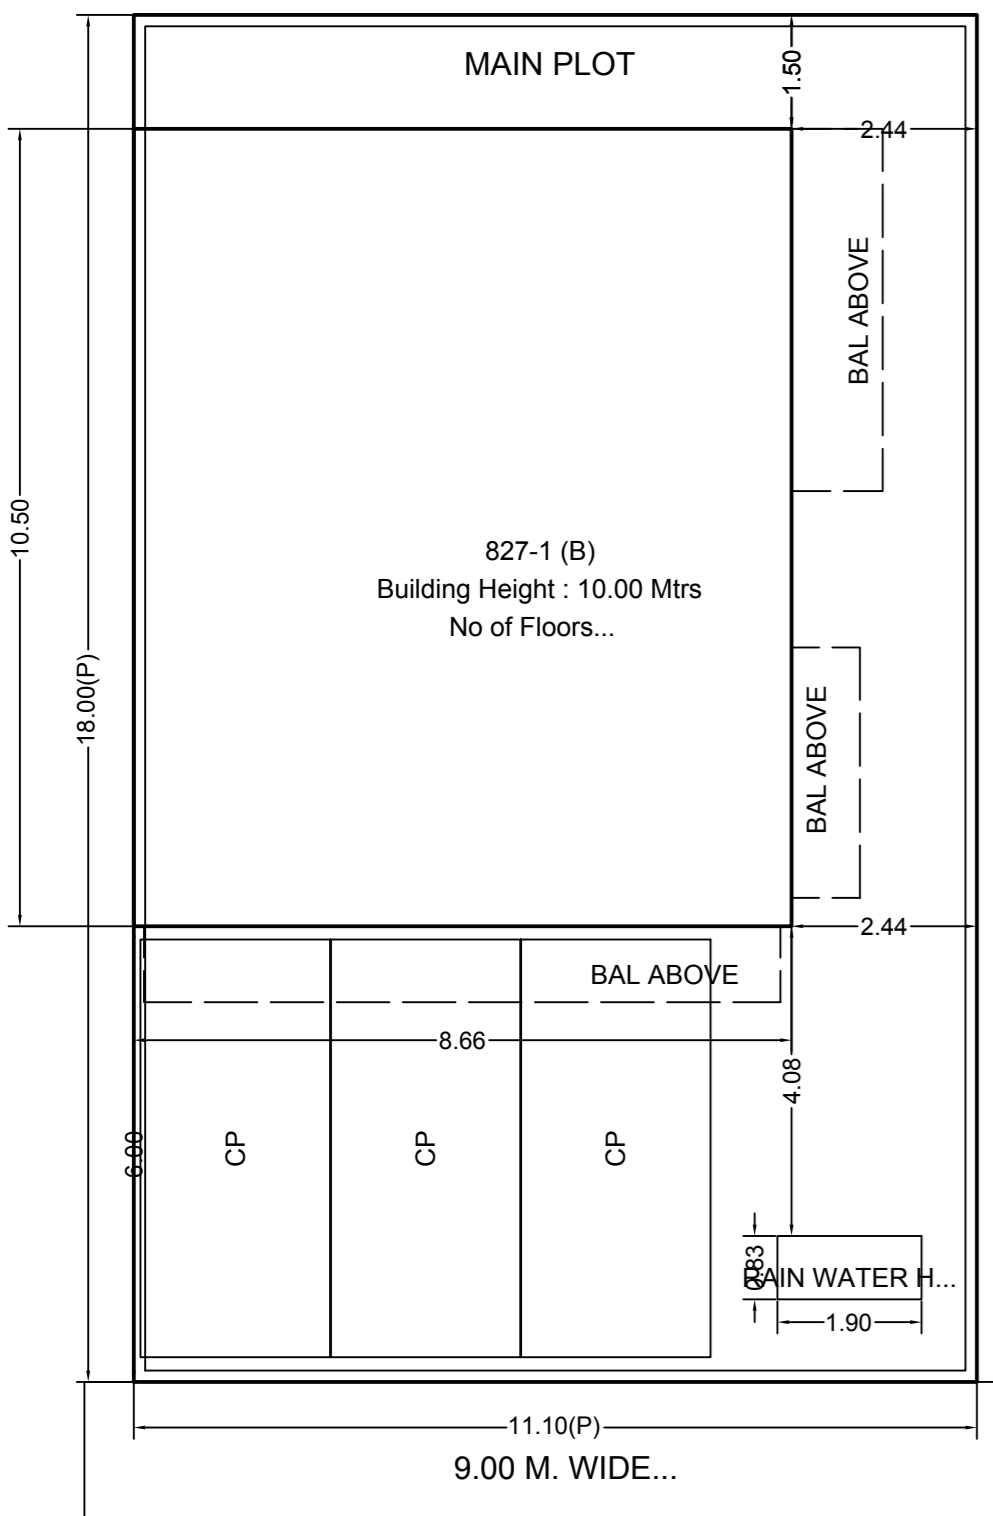 MAIN PLOT
1.50
2.44
BAL ABOVE
10.50
827-1 (B)
Building Height : 10.00 Mtrs
No of Floors...
18.00(P)
BAL ABOVE
2.44
BAL ABOVE
8.66
4.08
6.00
CP
CP
CP
0.83
RAIN WATER H...
1.90
11.10(P)
9.00 M. WIDE...